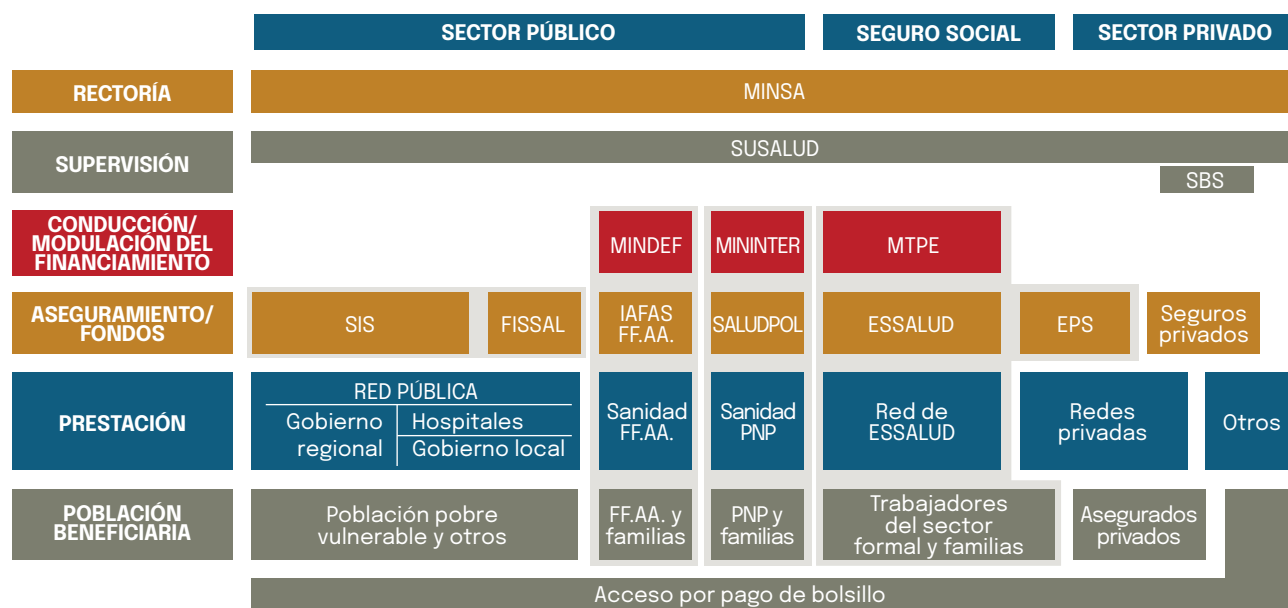 SECTOR PÚBLICO
SEGURO SOCIAL
SECTOR PRIVADO
RECTORÍA
MINSA
SUPERVISIÓN
SUSALUD
SBS
CONDUCCIÓN/
MODULACIÓN DEL
FINANCIAMIENTO
MINDEF
MININTER
MTPE
ASEGURAMIENTO/
FONDOS
SIS
FISSAL
IAFAS
FF.AA.
SALUDPOL
ESSALUD
EPS
Seguros
privados
PRESTACIÓN
RED PÚBLICA
Gobierno
regional
Hospitales
Gobierno local
Sanidad
FF.AA.
Sanidad
PNP
Red de
ESSALUD
Redes
privadas
Otros
POBLACIÓN
BENEFICIARIA
Población pobre
vulnerable y otros
FF.AA. y
familias
PNP y
familias
Trabajadores
del sector
formal y familias
Asegurados
privados
Acceso por pago de bolsillo